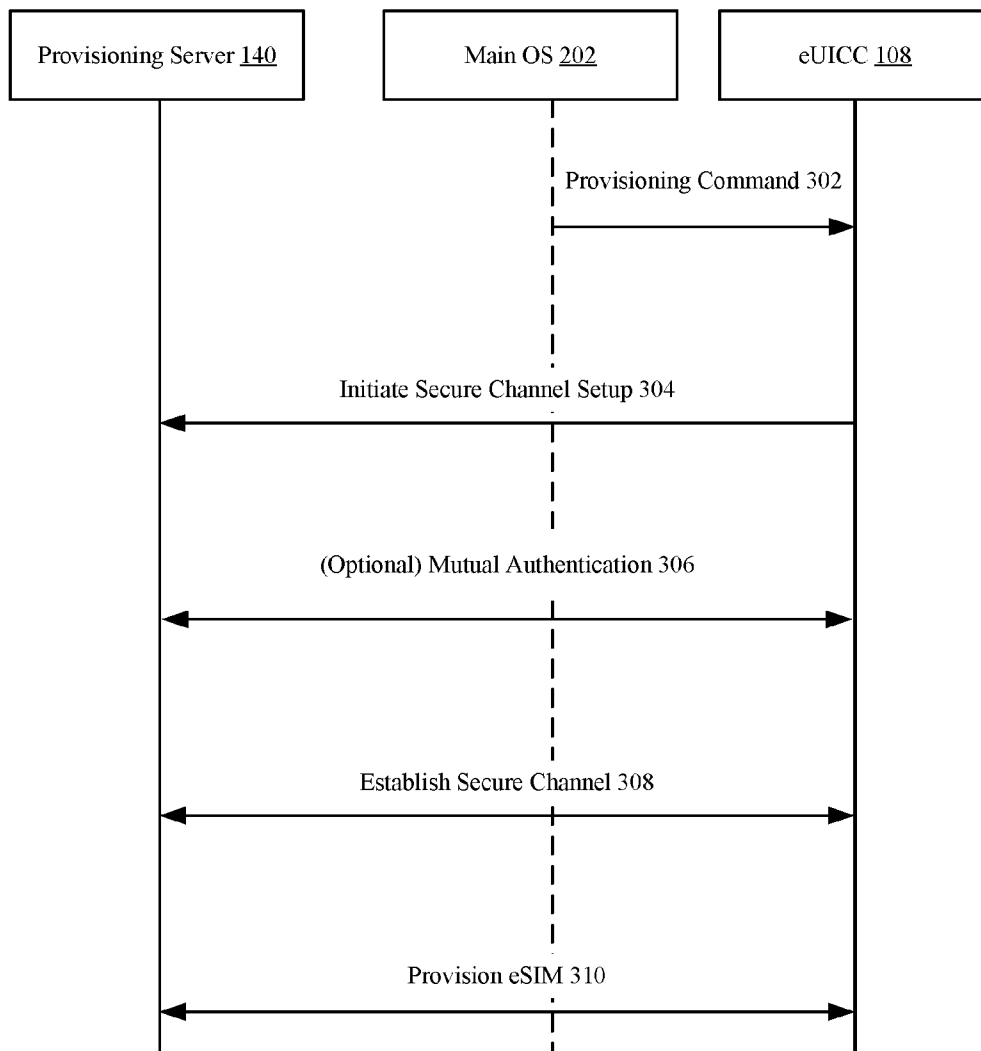 Provisioning Server 140
Main OS 202
eUICC 108
Provisioning Command 302
Initiate Secure Channel Setup 304
(Optional) Mutual Authentication 306
Establish Secure Channel 308
Provision eSIM 310